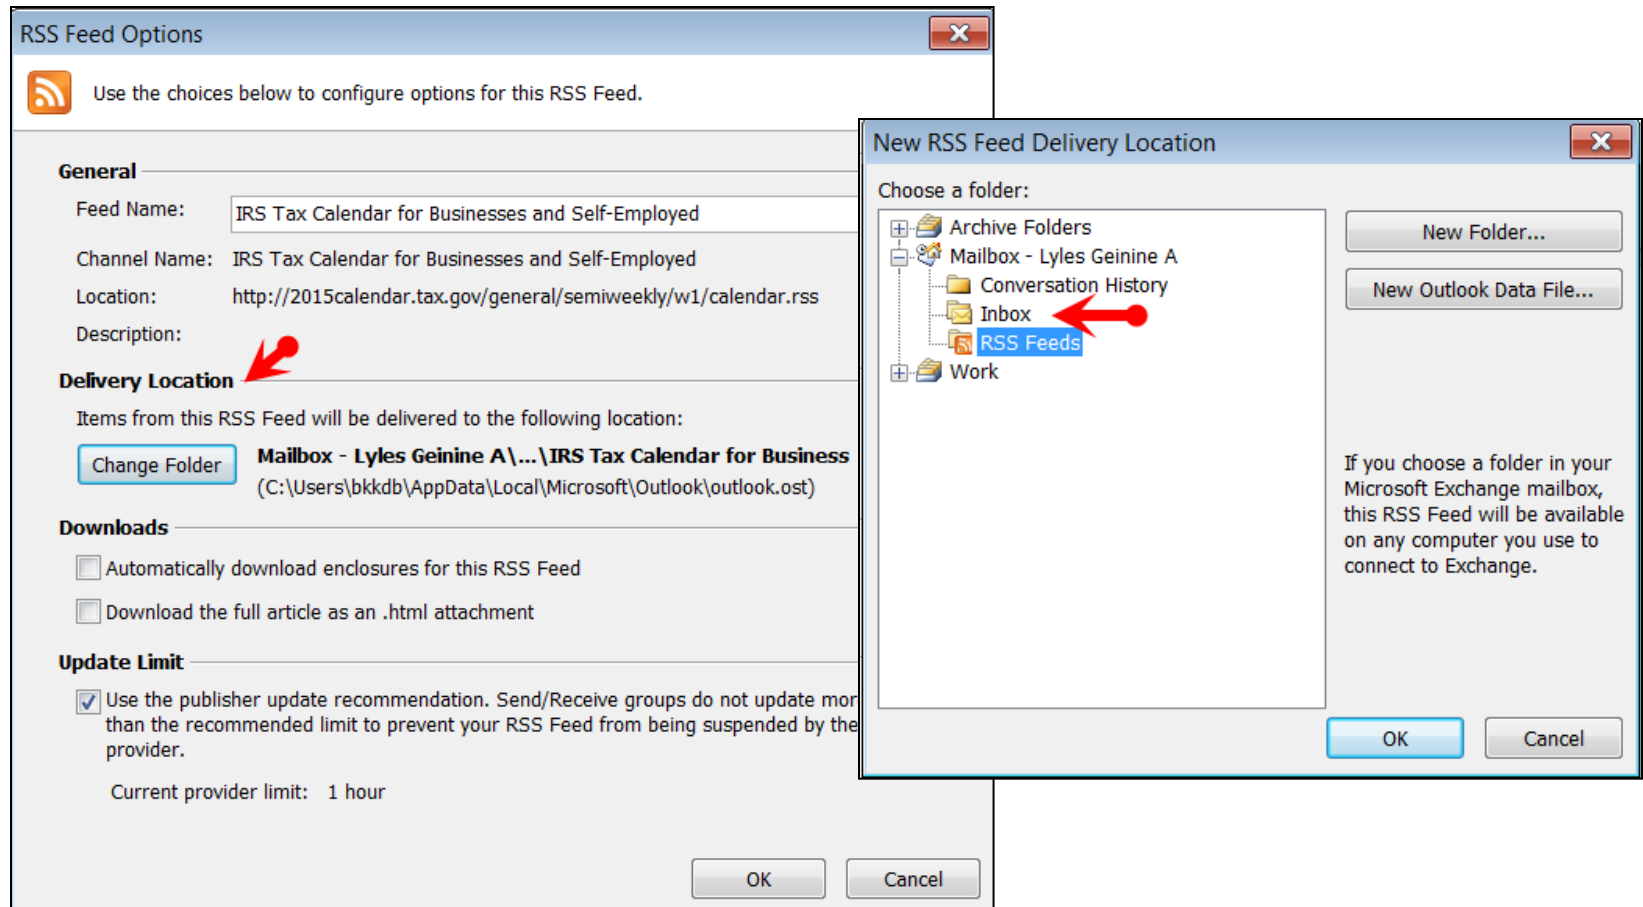 RSS Feed Options
Use the choices below to configure options for this RSS Feed.
General
Feed Name: IRS Tax Calendar for Businesses and Self-Employed
Channel Name: IRS Tax Calendar for Businesses and Self-Employed
Location: http://2015calendar.tax.gov/general/semiweekly/w1/calendar.rss
Description:
Delivery Location
Items from this RSS Feed will be delivered to the following location:
Change Folder
Mailbox - Lyles Geinine A\...\IRS Tax Calendar for Business
(C:\Users\bkkdb\AppData\Local\Microsoft\Outlook\outlook.ost)
Downloads
Automatically download enclosures for this RSS Feed
Download the full article as an .html attachment
Update Limit
Use the publisher update recommendation. Send/Receive groups do not update mor
than the recommended limit to prevent your RSS Feed from being suspended by the
provider.
Current provider limit: 1 hour
OK
Cancel
New RSS Feed Delivery Location
Choose a folder:
Archive Folders
Mailbox - Lyles Geinine A
Conversation History
Inbox
RSS Feeds
Work
New Folder...
New Outlook Data File...
If you choose a folder in your
Microsoft Exchange mailbox,
this RSS Feed will be available
on any computer you use to
connect to Exchange.
OK
Cancel